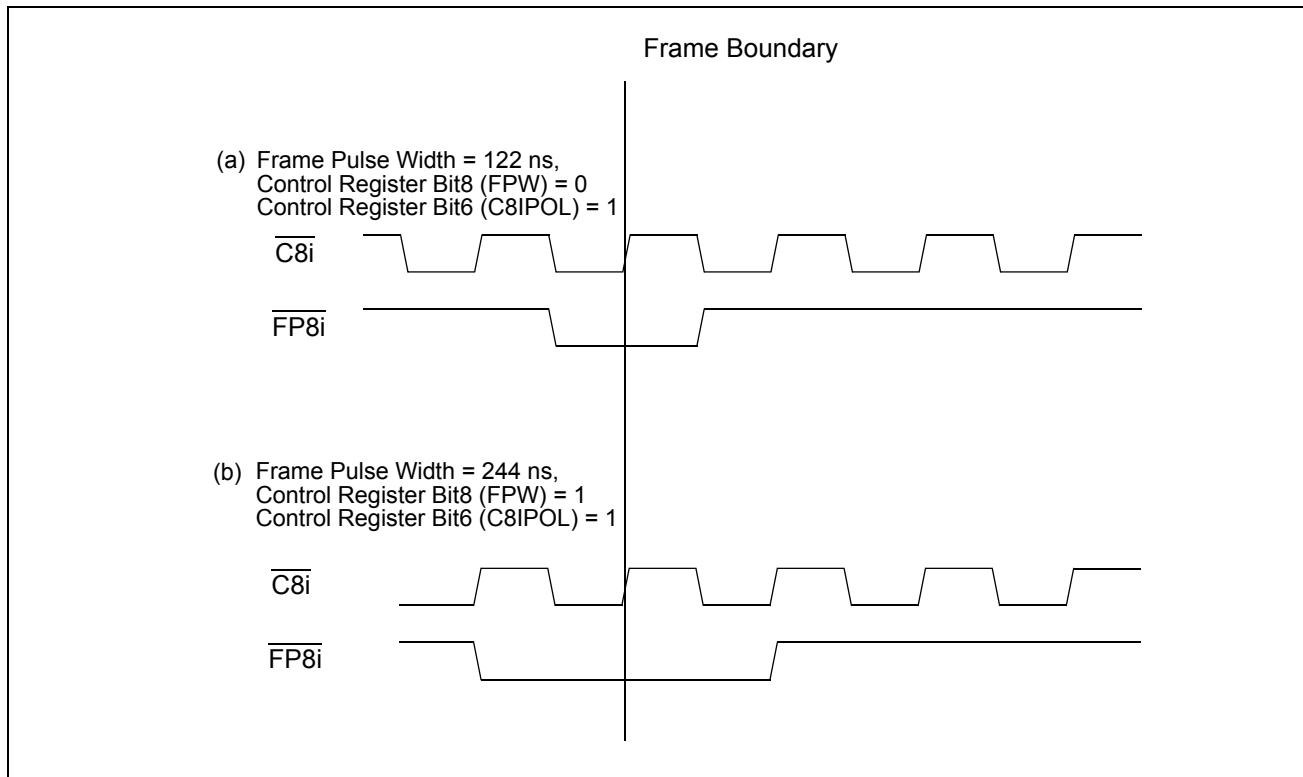 Frame Boundary
(a) Frame Pulse Width = 122 ns,
Control Register Bit8 (FPW) = 0
Control Register Bit6 (C8IPOL) = 1
C8i
FP8i
(b) Frame Pulse Width = 244 ns,
Control Register Bit8 (FPW) = 1
Control Register Bit6 (C8IPOL) = 1
C8i
FP8i